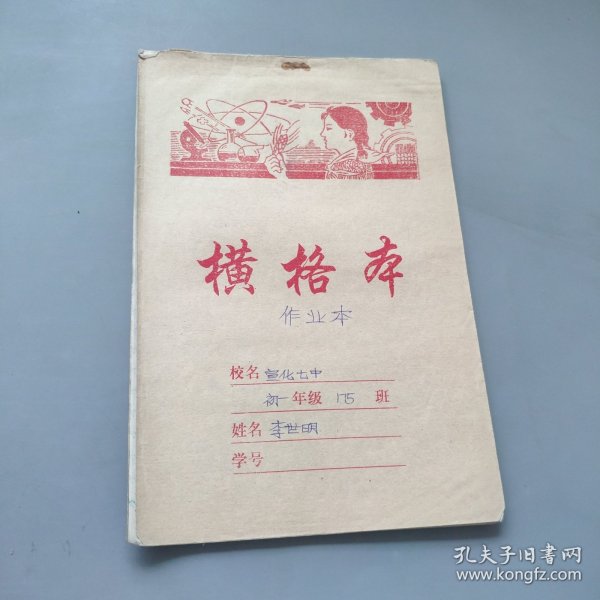 横格本
作业本
校名 宣化七中
初一年级 175 班
姓名 李世明
学号
孔夫子旧书网
www.kongfz.com